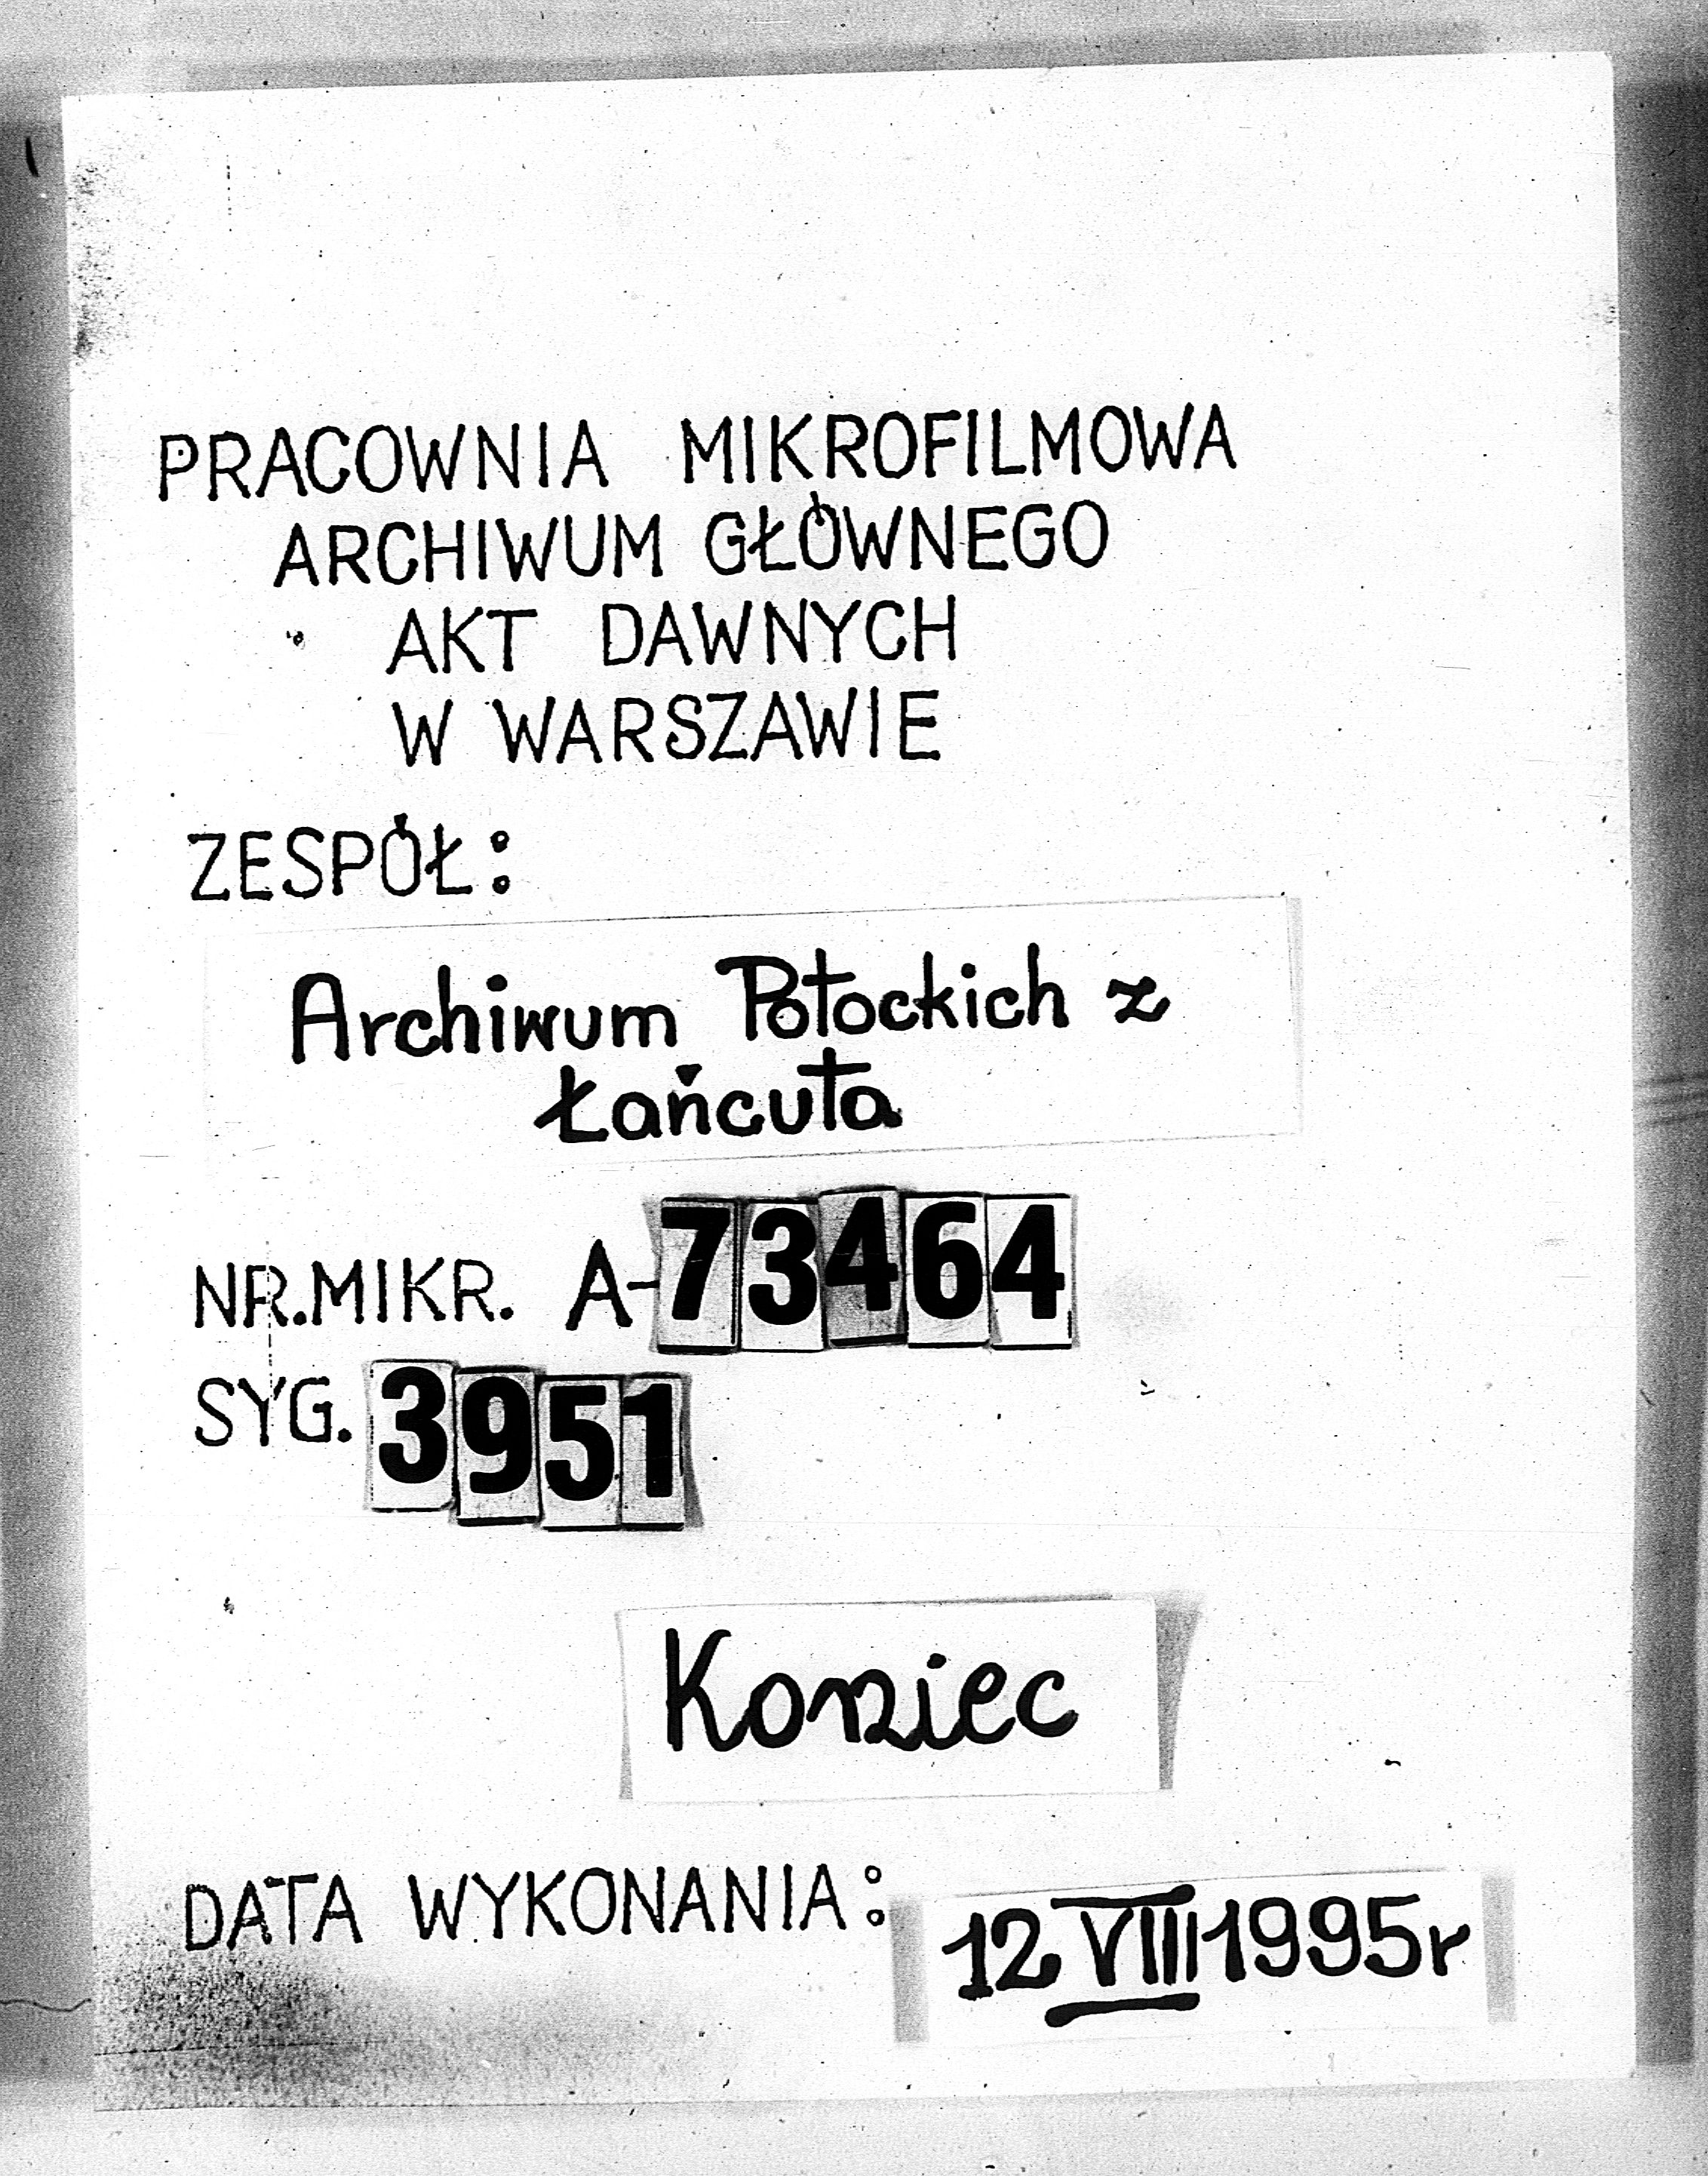 PRACOWNIA MIKROFILMOWA
ARCHIWUM GŁÓWNEGO
AKT DAWNYCH
W WARSZAWIE
ZESPÓŁ:
Archiwum Potockich z
Łańcuta
NR.MIKR. A-73464
SYG. 3951
Koniec
DATA WYKONANIA: 12 VIII 1995r